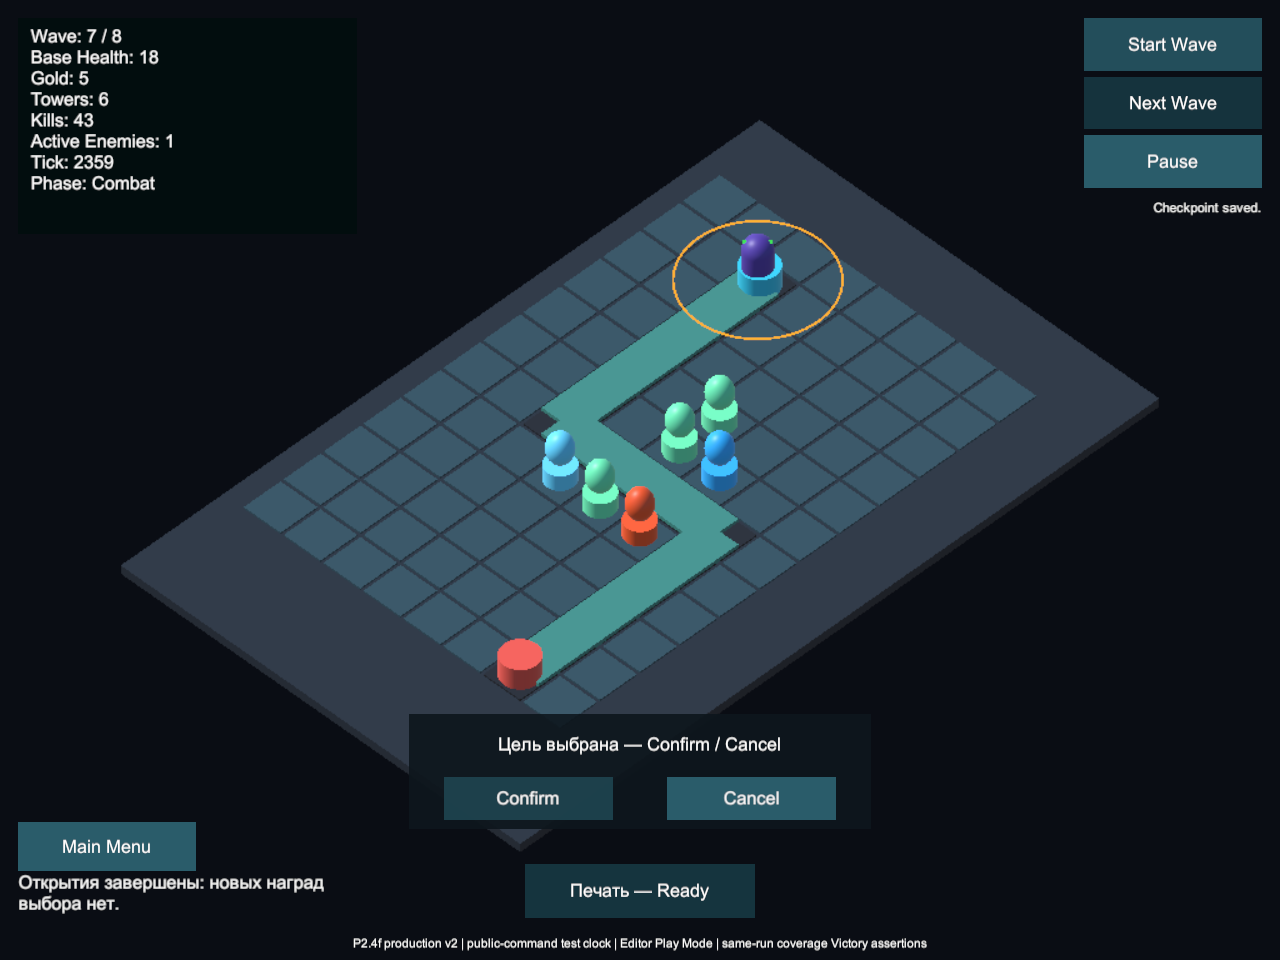 Wave: 7 / 8
Base Health: 18
Gold: 5
Towers: 6
Kills: 43
Active Enemies: 1
Tick: 2359
Phase: Combat
Start Wave
Next Wave
Pause
Checkpoint saved.
Цель выбрана — Confirm / Cancel
Confirm
Cancel
Main Menu
Открытия завершены: новых наград
выбора нет.
Печать — Ready
P2.4f production v2 | public-command test clock | Editor Play Mode | same-run coverage Victory assertions